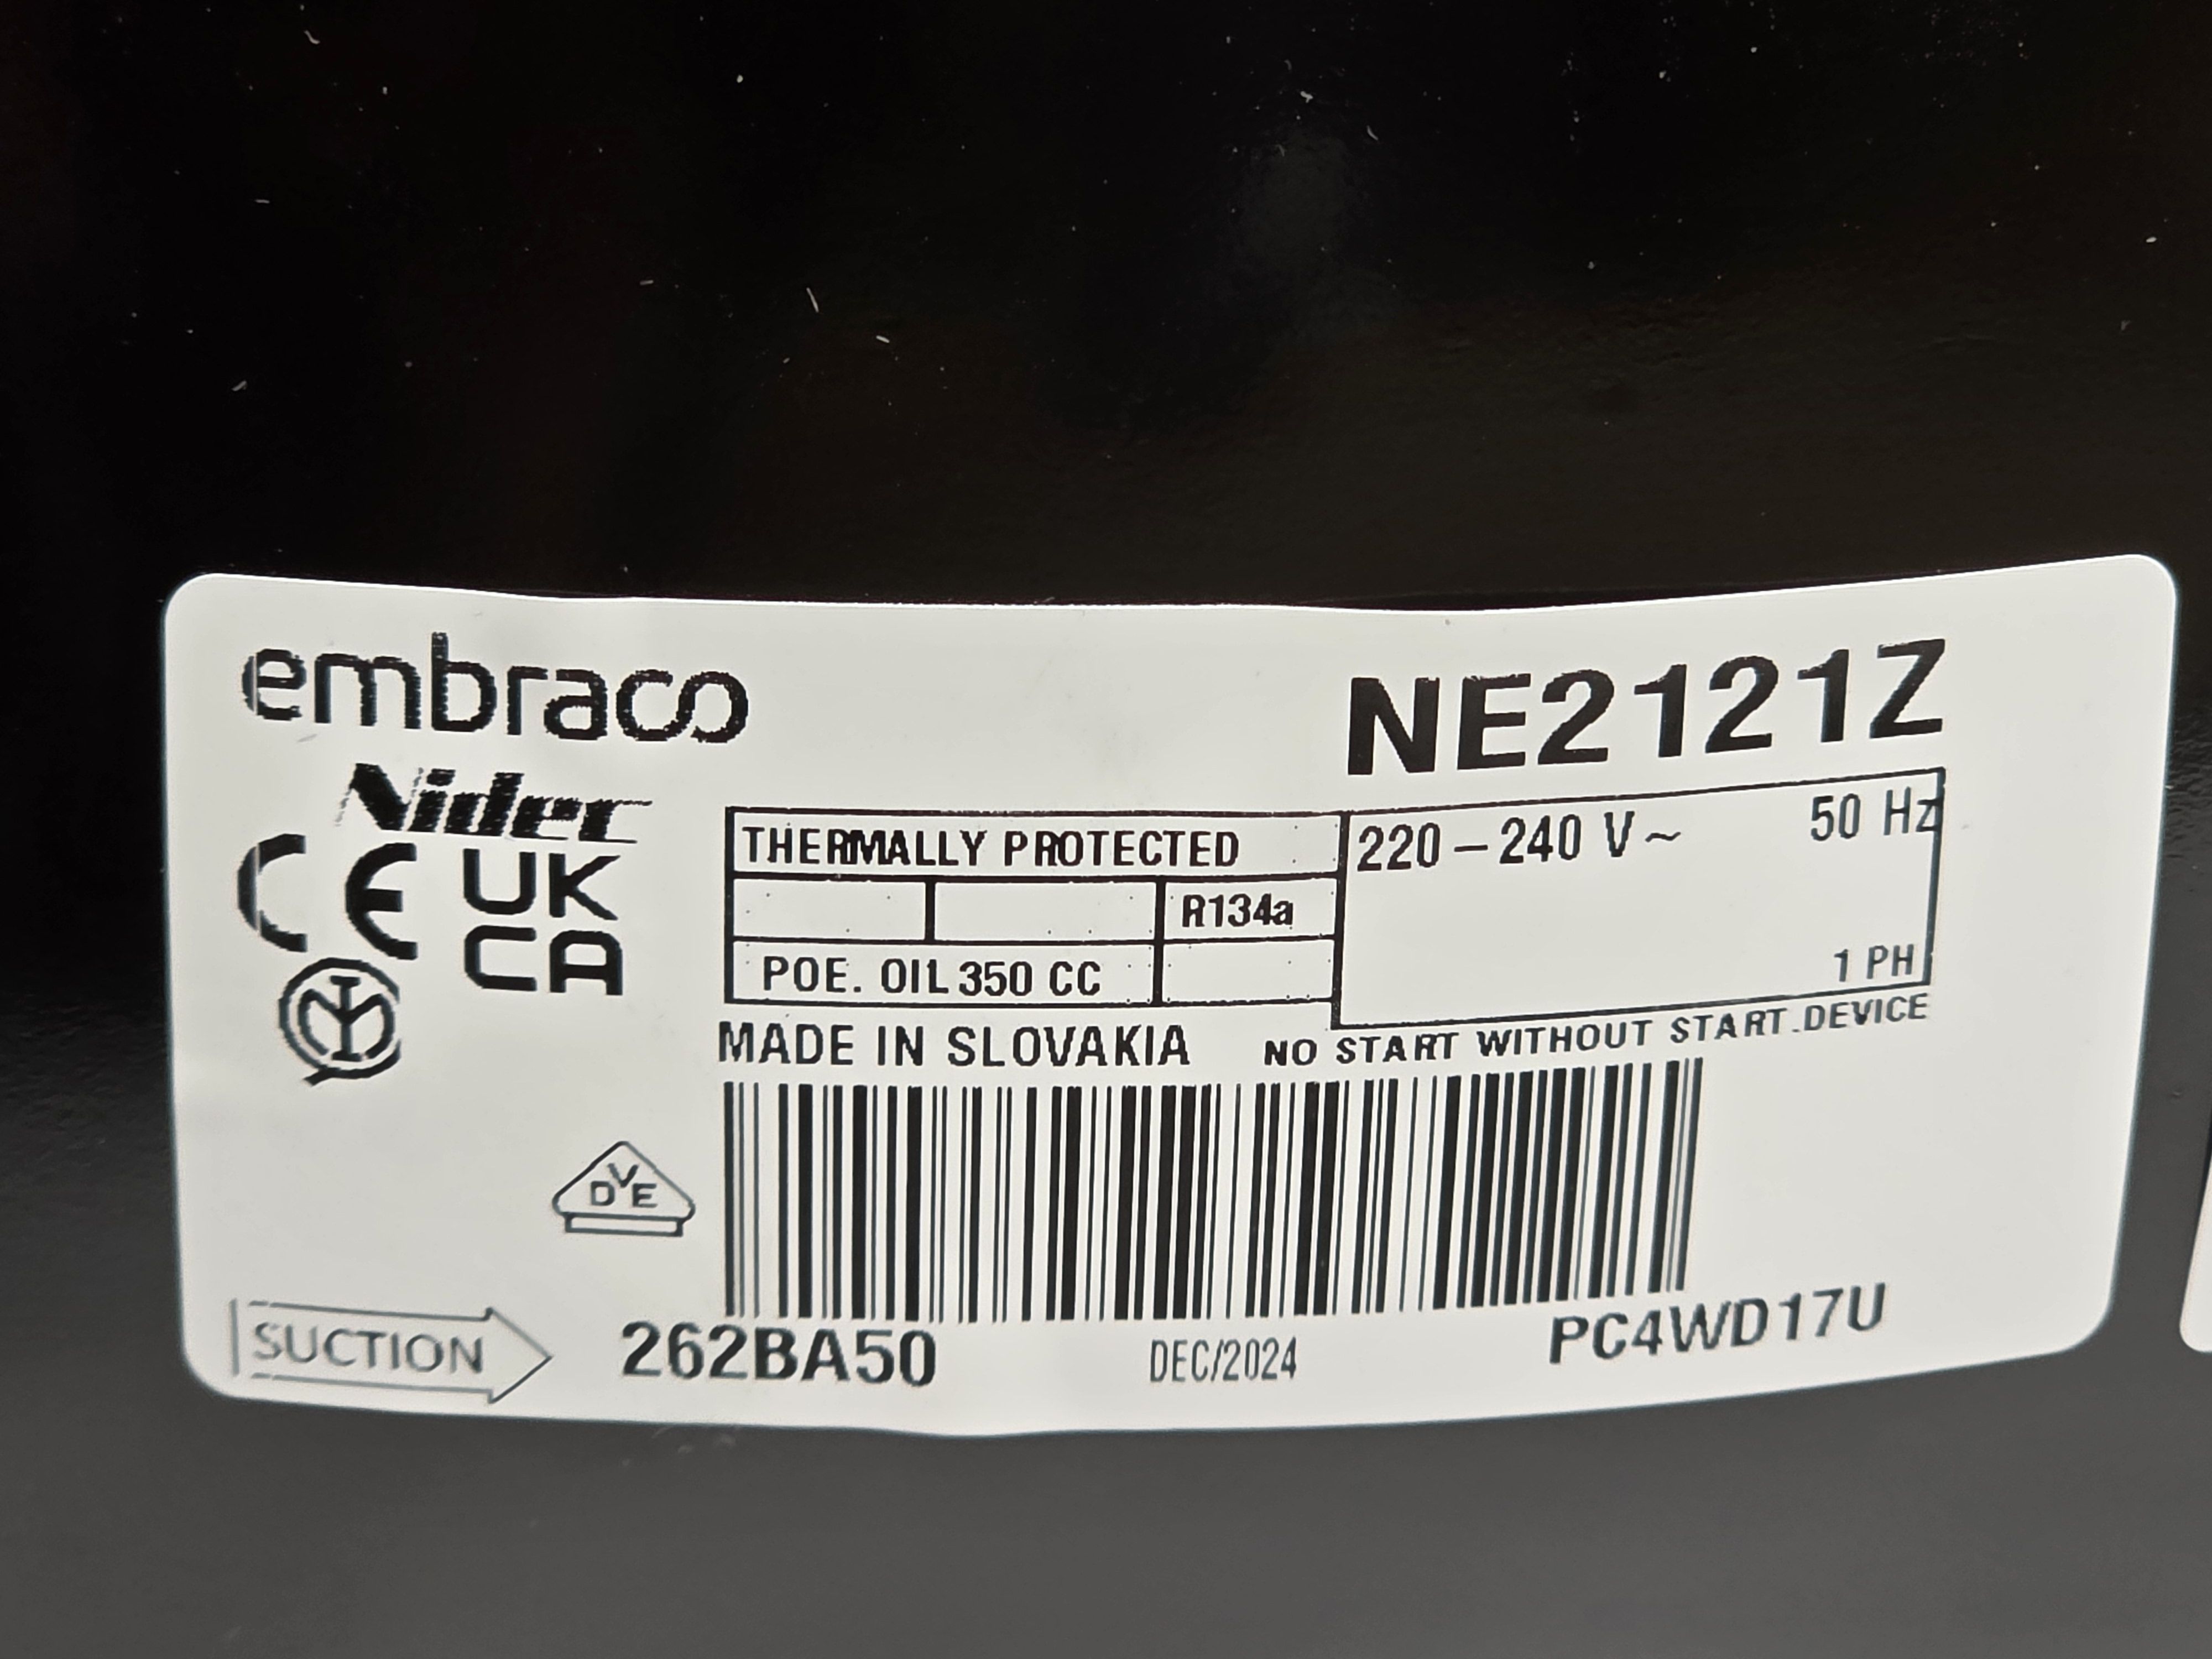 embraco
NE2121Z
Nidec
CE UK
CA
THERMALLY PROTECTED
220 – 240 V~ 50 Hz
R134a
1 PH
POE. OIL 350 CC
MADE IN SLOVAKIA
NO START WITHOUT START.DEVICE
DVE
SUCTION
262BA50
DEC/2024
PC4WD17U